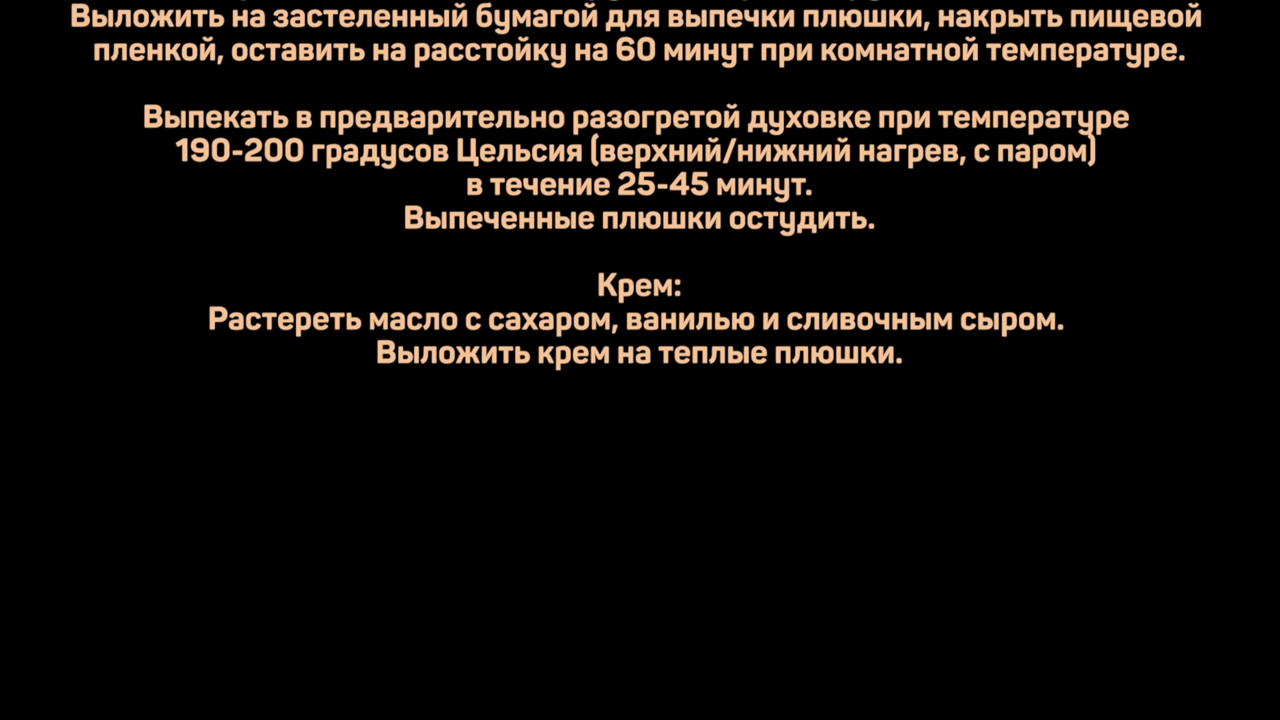 Выложить на застеленный бумагой для выпечки плюшки, накрыть пищевой
пленкой, оставить на расстойку на 60 минут при комнатной температуре.
Выпекать в предварительно разогретой духовке при температуре
190-200 градусов Цельсия (верхний/нижний нагрев, с паром)
в течение 25-45 минут.
Выпеченные плюшки остудить.
Крем:
Растереть масло с сахаром, ванилью и сливочным сыром.
Выложить крем на теплые плюшки.